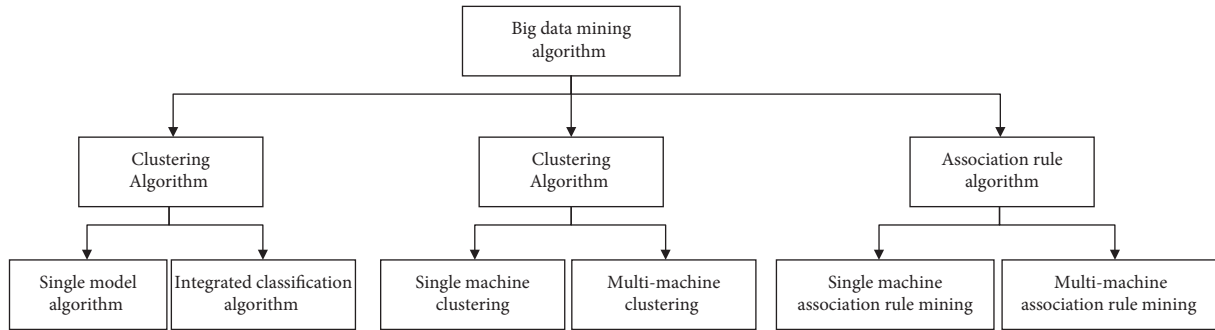 Big data mining
algorithm
Clustering
Algorithm
Clustering
Algorithm
Association rule
algorithm
Single model
algorithm
Integrated classification
algorithm
Single machine
clustering
Multi-machine
clustering
Single machine
association rule mining
Multi-machine
association rule mining